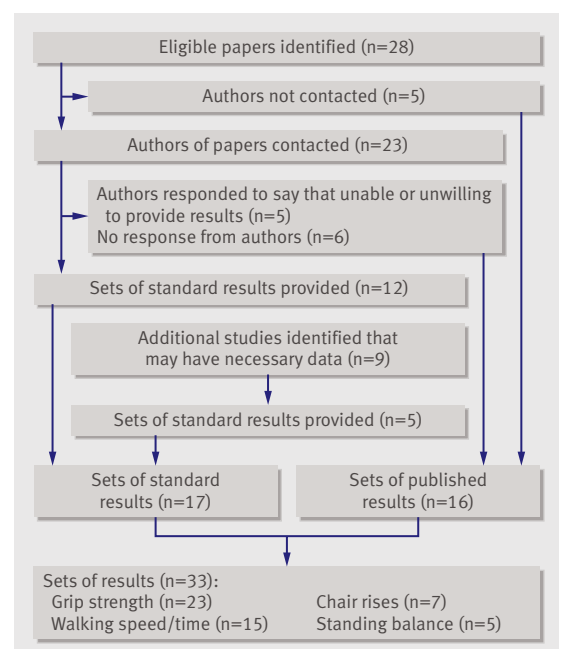 Eligible papers identified (n=28)
Authors not contacted (n=5)
Authors of papers contacted (n=23)
Authors responded to say that unable or unwilling
to provide results (n=5)
No response from authors (n=6)
Sets of standard results provided (n=12)
Additional studies identified that
may have necessary data (n=9)
Sets of standard results provided (n=5)
Sets of standard
results (n=17)
Sets of published
results (n=16)
Sets of results (n=33):
Grip strength (n=23)
Chair rises (n=7)
Walking speed/time (n=15)
Standing balance (n=5)